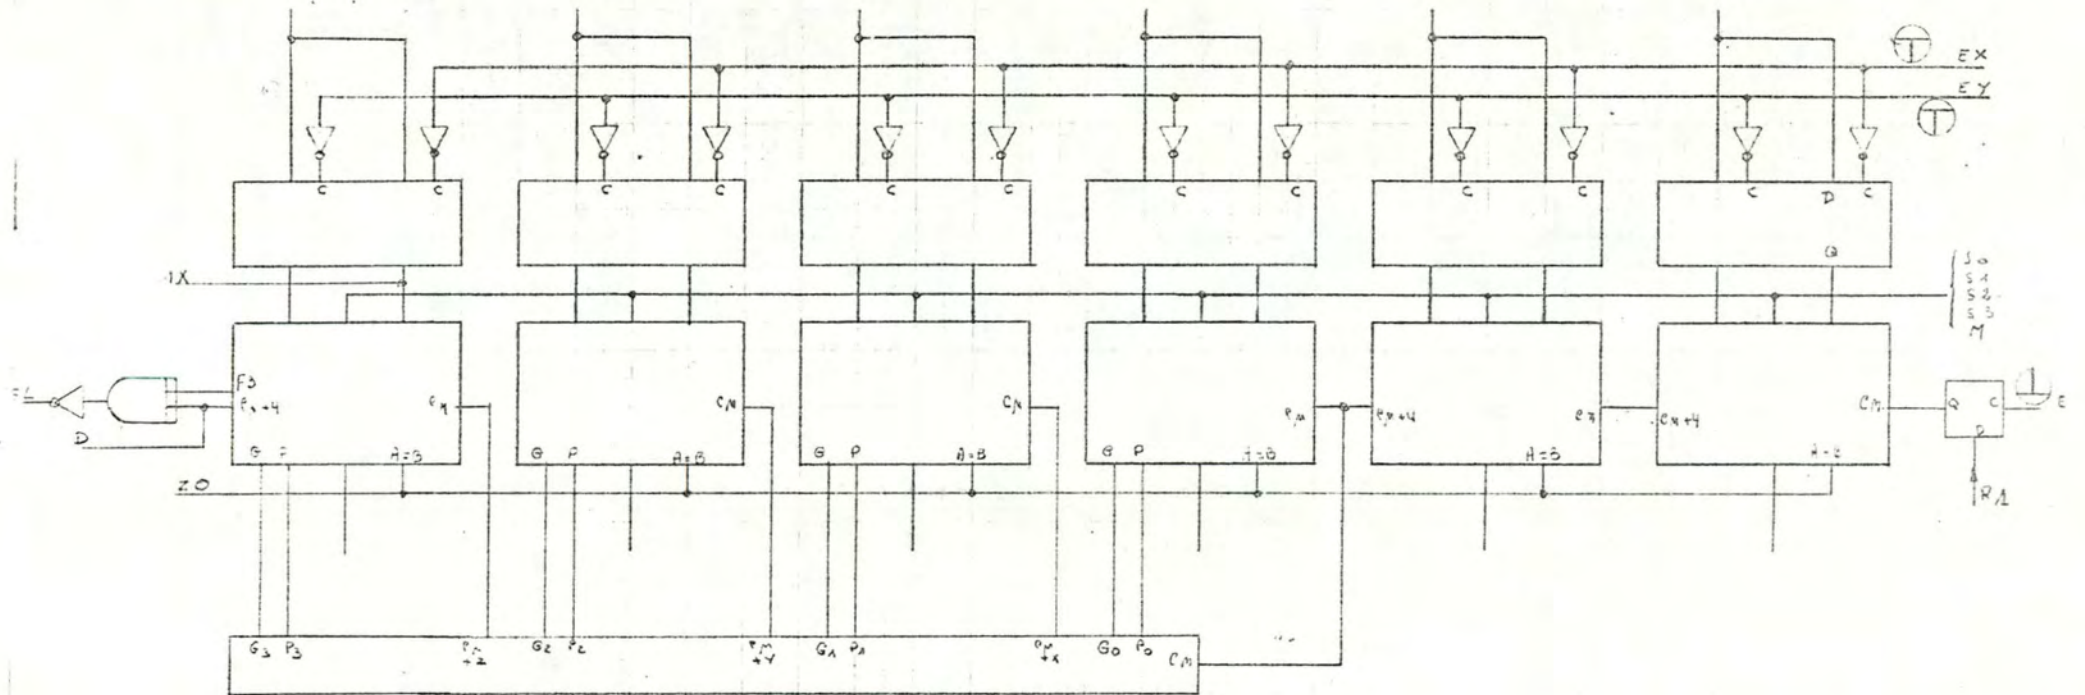 EX
EY
C C C C C C C C C C C D C
Q
1X
S0
S1
S2
S3
M
F3
Cn+4
Cn
Cn
Cn
Cn
Cn+4
Cn
Cn+4
Cn
Q C E
D
D
R1
G P A=B
G P A=B
G P A=B
G P A=B
A=B
A=B
Z0
G3 P3
Cn+z
G2 P2
Cn+y
G1 P1
Cn+x
G0 P0
Cn